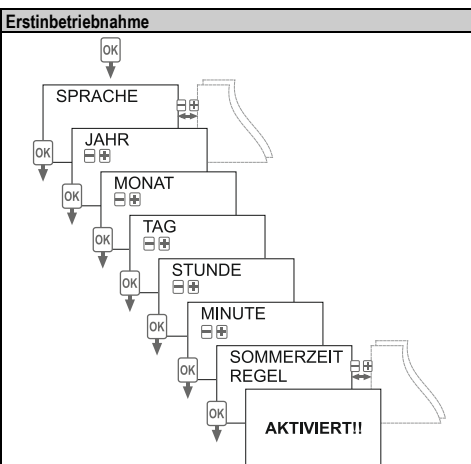 Erstinbetriebnahme
OK
SPRACHE
OK
JAHR
OK
MONAT
OK
TAG
OK
STUNDE
OK
MINUTE
OK
SOMMERZEIT
REGEL
OK
AKTIVIERT!!